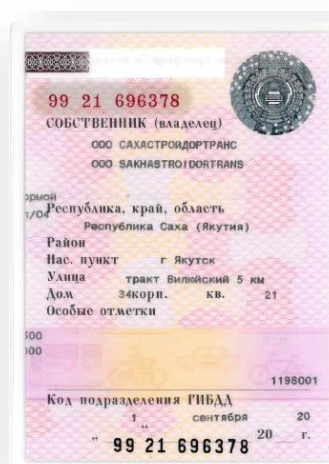 99 21 696378
СОБСТВЕННИК (владелец)
ООО САХАСТРОЙДОРТРАНС
OOO SAKHASTROIDORTRANS
Республика, край, область
Республика Саха (Якутия)
Район
Нас. пункт г Якутск
Улица тракт Вилюйский 5 км
Дом 34корп. кв. 21
Особые отметки
1198001
Код подразделения ГИБДД
1 сентября 20
" " 20 г.
99 21 696378